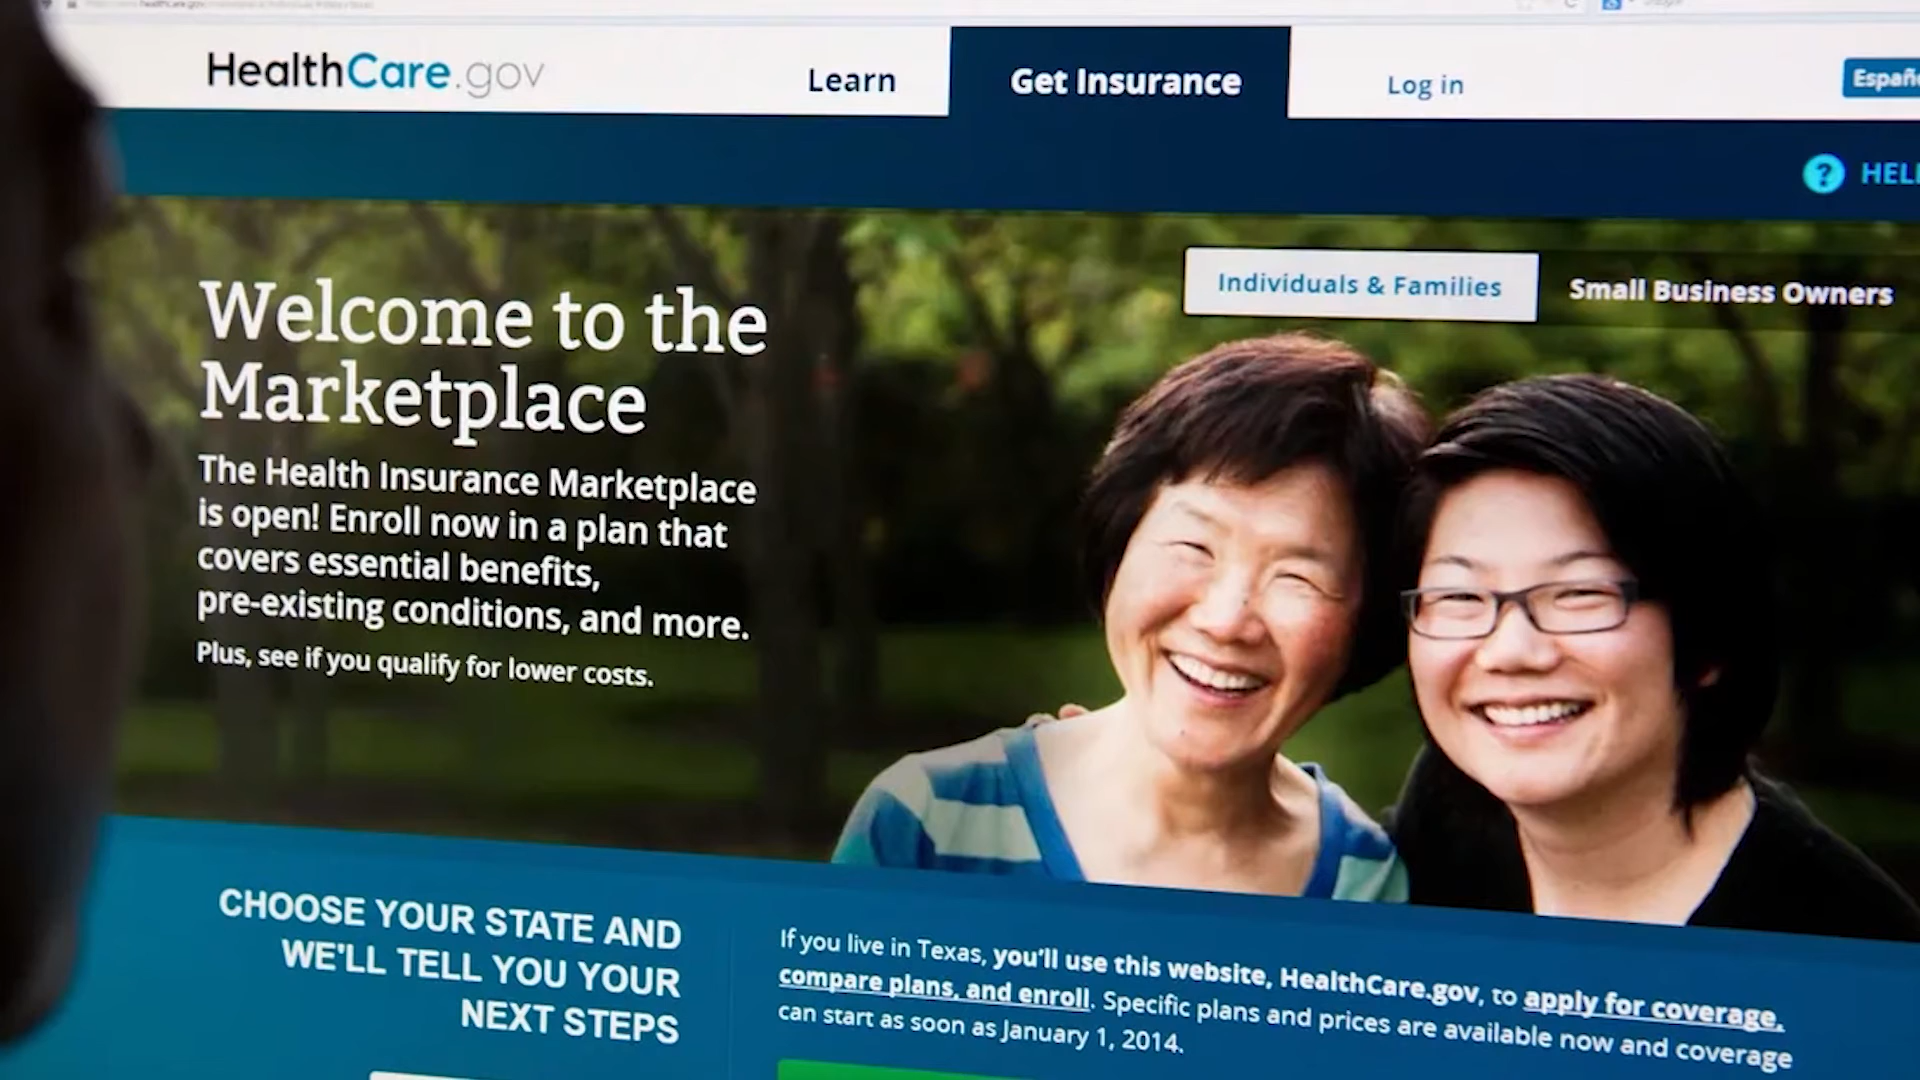 HealthCare.gov
Learn
Get Insurance
Log in
Españ
HEL
Individuals & Families
Small Business Owners
Welcome to the
Marketplace
The Health Insurance Marketplace
is open! Enroll now in a plan that
covers essential benefits,
pre-existing conditions, and more.
Plus, see if you qualify for lower costs.
CHOOSE YOUR STATE AND
WE'LL TELL YOU YOUR
NEXT STEPS
If you live in Texas, you'll use this website, HealthCare.gov, to apply for coverage,
compare plans, and enroll. Specific plans and prices are available now and coverage
can start as soon as January 1, 2014.